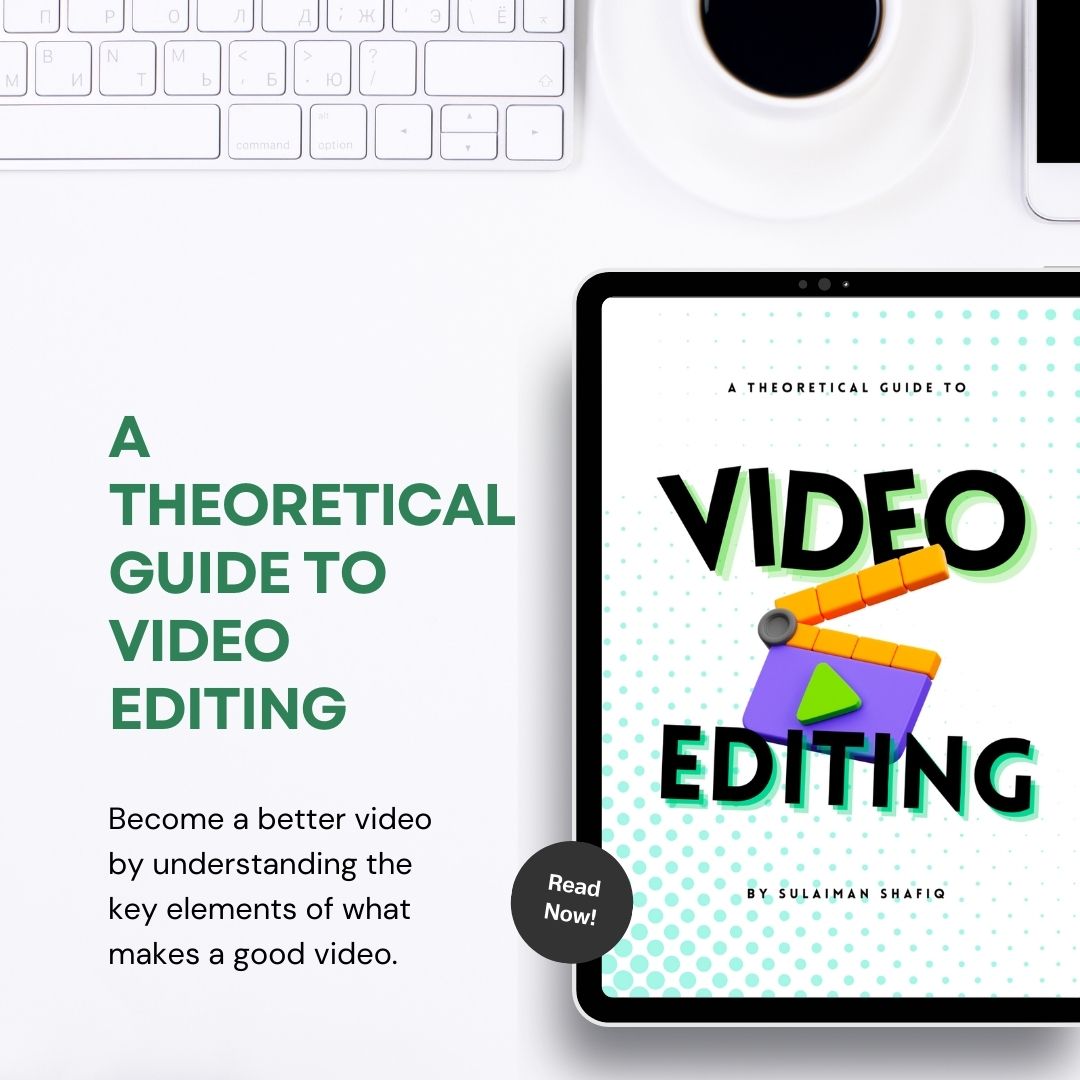 П Р О Л Д ; Ж Э \ Ё
М B И N Т M Ь < , Б > . Ю ? /
command alt option
A THEORETICAL GUIDE TO
VIDEO
EDITING
BY SULAIMAN SHAFIQ
A
THEORETICAL
GUIDE TO
VIDEO
EDITING
Become a better video
by understanding the
key elements of what
makes a good video.
Read
Now!